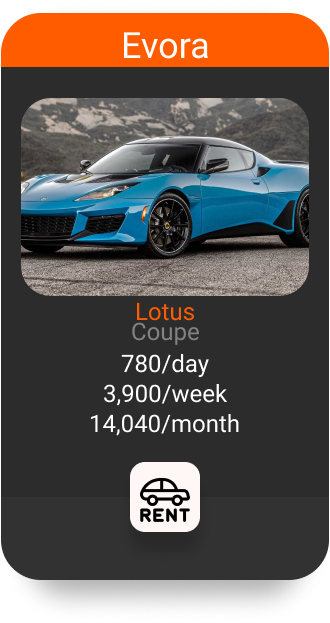 Evora
Lotus
Coupe
780/day
3,900/week
14,040/month
RENT